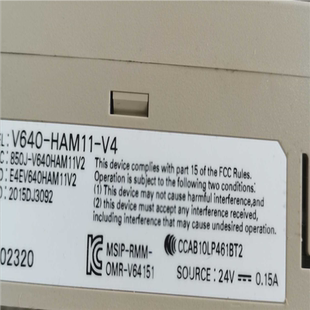 :V640-HAM11-V4
C :850J-V640HAM11V2
D :E4EV640HAM11V2
:2015DJ3092
This device complies with part 15 of the FCC Rules.
Operation is subject to the following two conditions :
(1) this device may not cause harmful interference, and
(2) this device must accept any interference received,
including interference that may cause undesired operation.
02320
MSIP-RMM-
OMR-V64151
CCAB10LP461BT2
SOURCE : 24V 0.15A